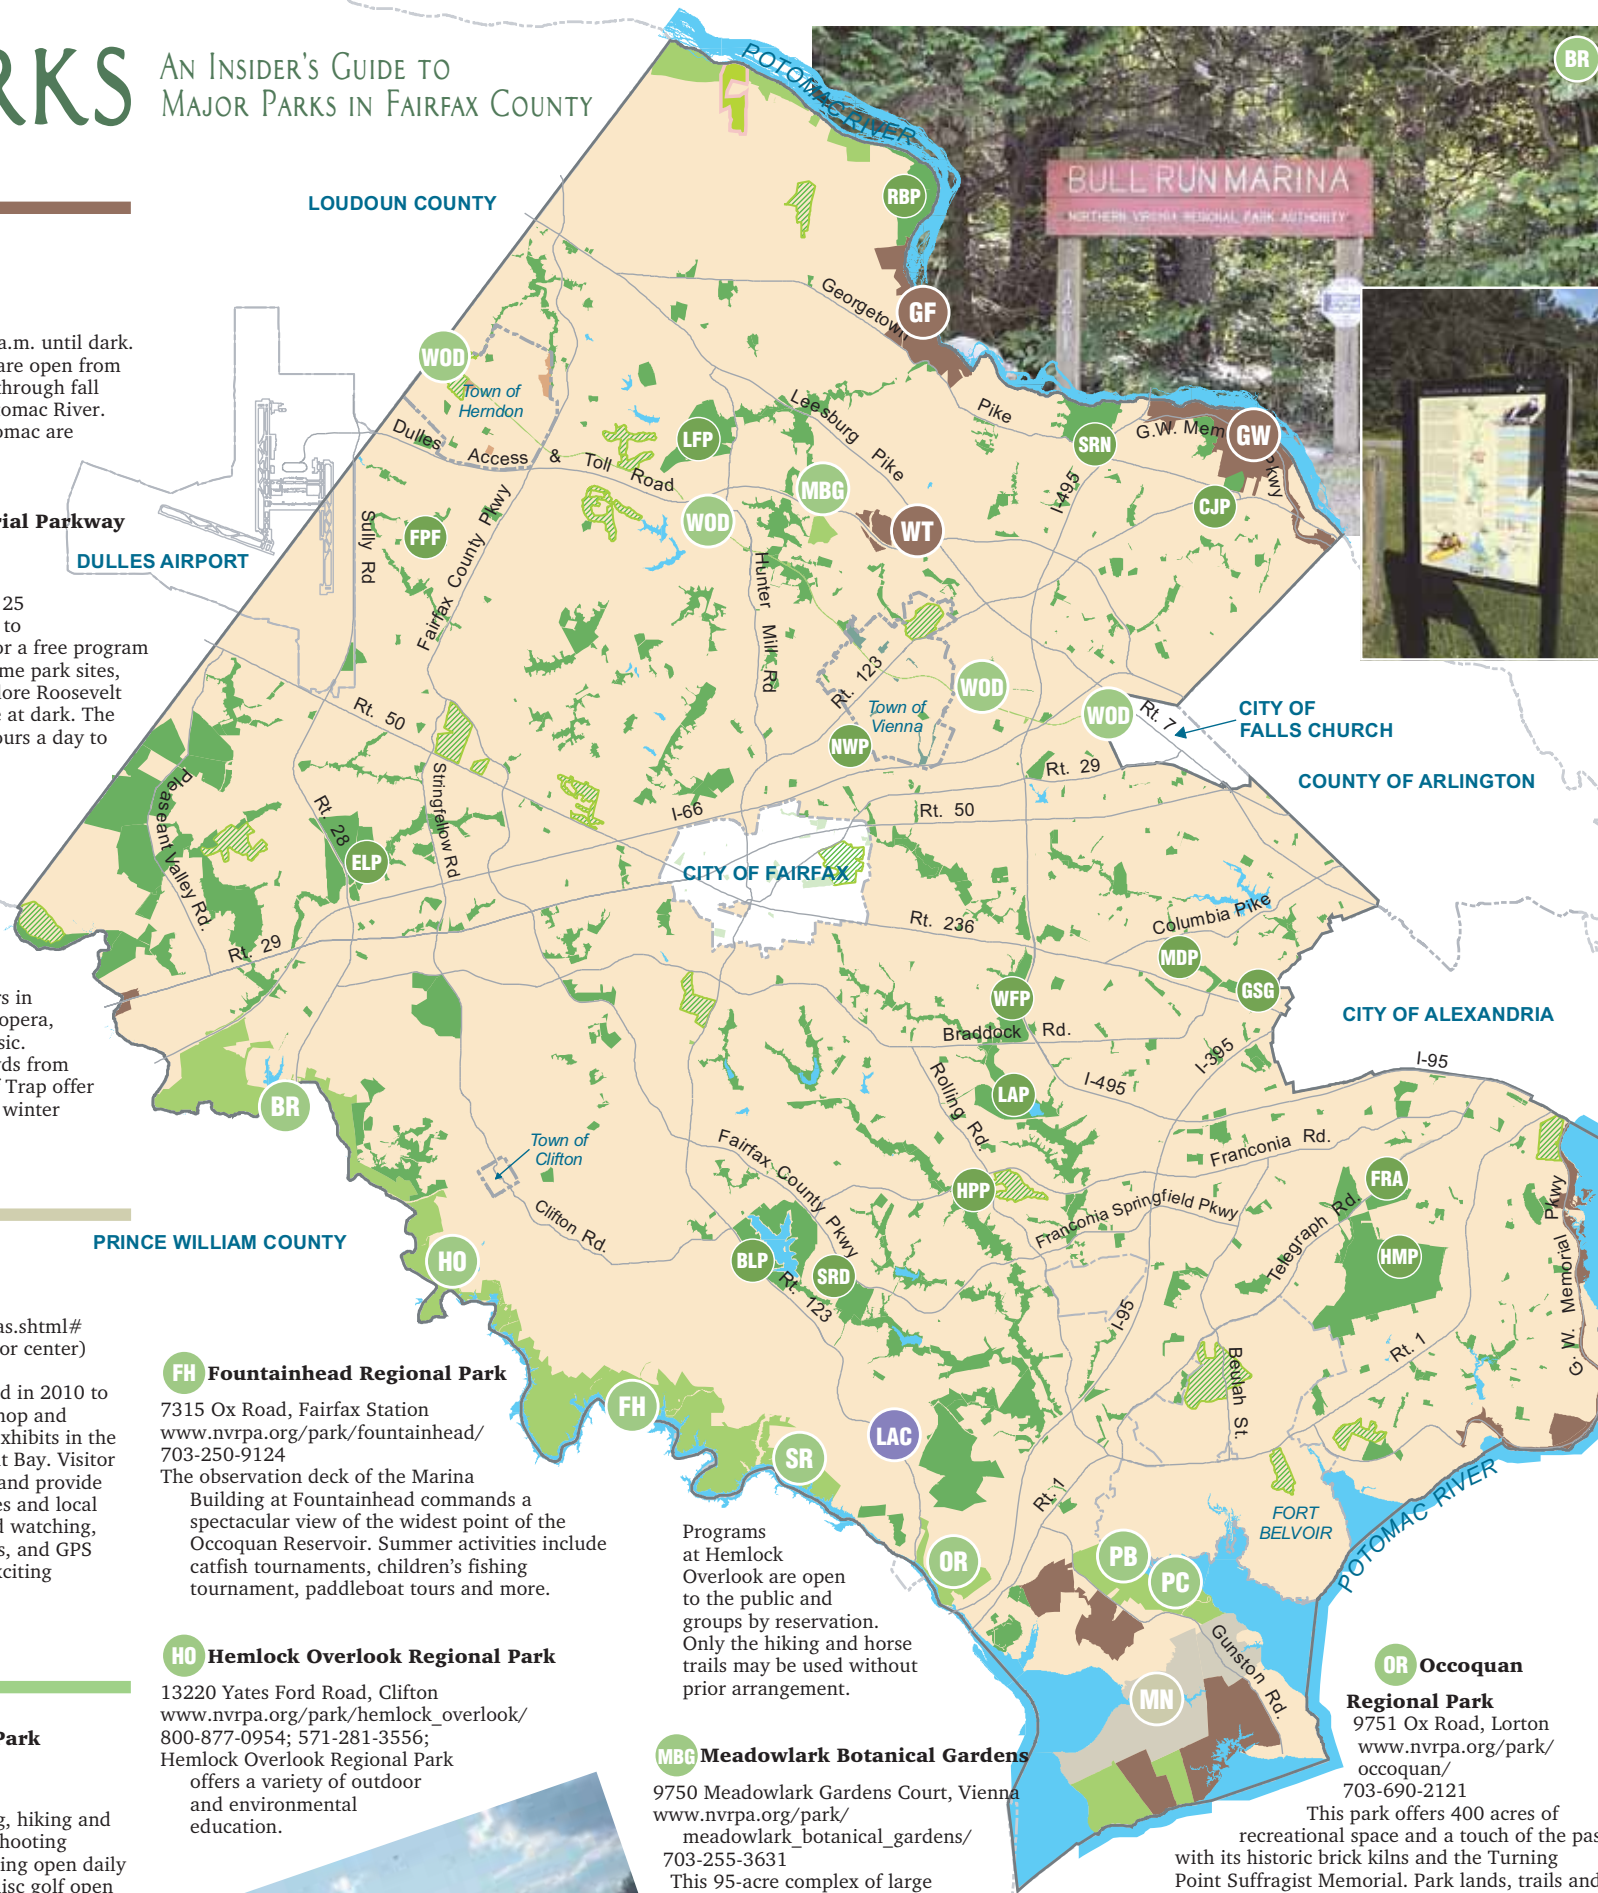 RKS
AN INSIDER'S GUIDE TO
MAJOR PARKS IN FAIRFAX COUNTY
BR
BULL RUN MARINA
NORTHERN VIRGINIA REGIONAL PARK AUTHORITY
POTOMAC RIVER
LOUDOUN COUNTY
RBP
a.m. until dark.
are open from
through fall
tomac River.
omac are
rial Parkway
25
to
or a free program
me park sites,
lore Roosevelt
e at dark. The
ours a day to
rs in
opera,
sic.
ds from
f Trap offer
winter
as.shtml#
or center)
d in 2010 to
hop and
exhibits in the
t Bay. Visitor
and provide
es and local
d watching,
s, and GPS
xciting
Park
g, hiking and
hooting
ing open daily
disc golf open
Georgetown
Pike
GF
WOD
Town of
Herndon
Dulles
Access & Toll
Road
Leesburg
Pike
LFP
MBG
WOD
WT
SRN
G.W. Mem
Pkwy
GW
CJP
I-495
DULLES AIRPORT
Sully Rd
FPF
Fairfax County Pkwy
Hunter Mill Rd
Rt. 123
Town of
Vienna
WOD
WOD
Rt. 7
CITY OF
FALLS CHURCH
COUNTY OF ARLINGTON
NWP
Rt. 50
Stringfellow Rd
Pleasant Valley Rd.
Rt. 28
ELP
I-66
Rt. 29
Rt. 50
CITY OF FAIRFAX
Rt. 236
Columbia Pike
MDP
GSG
Rt. 29
WFP
Braddock Rd.
CITY OF ALEXANDRIA
I-95
I-395
I-495
LAP
Rolling Rd.
BR
Town of
Clifton
Clifton Rd.
Fairfax County Pkwy
HPP
Franconia Rd.
Franconia Springfield Pkwy
FRA
Telegraph Rd.
HMP
G. W. Memorial Pkwy
PRINCE WILLIAM COUNTY
HO
BLP
SRD
Rt. 123
I-95
Beulah St.
Rt. 1
FH
SR
LAC
Rt. 1
FORT
BELVOIR
POTOMAC RIVER
OR
PB
PC
Gunston Rd.
MN
FH Fountainhead Regional Park
7315 Ox Road, Fairfax Station
www.nvrpa.org/park/fountainhead/
703-250-9124
The observation deck of the Marina
Building at Fountainhead commands a
spectacular view of the widest point of the
Occoquan Reservoir. Summer activities include
catfish tournaments, children's fishing
tournament, paddleboat tours and more.
HO Hemlock Overlook Regional Park
13220 Yates Ford Road, Clifton
www.nvrpa.org/park/hemlock_overlook/
800-877-0954; 571-281-3556;
Hemlock Overlook Regional Park
offers a variety of outdoor
and environmental
education.
Programs
at Hemlock
Overlook are open
to the public and
groups by reservation.
Only the hiking and horse
trails may be used without
prior arrangement.
MBG Meadowlark Botanical Gardens
9750 Meadowlark Gardens Court, Vienna
www.nvrpa.org/park/
meadowlark_botanical_gardens/
703-255-3631
This 95-acre complex of large
OR Occoquan
Regional Park
9751 Ox Road, Lorton
www.nvrpa.org/park/
occoquan/
703-690-2121
This park offers 400 acres of
recreational space and a touch of the pas
with its historic brick kilns and the Turning
Point Suffragist Memorial. Park lands, trails and